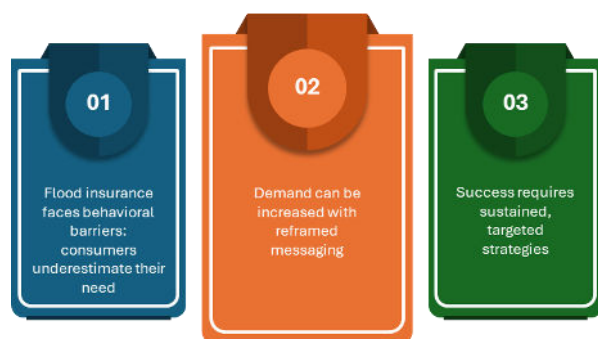 01
Flood insurance
faces behavioral
barriers:
consumers
underestimate their
need
02
Demand can be
increased with
reframed
messaging
03
Success requires
sustained,
targeted
strategies